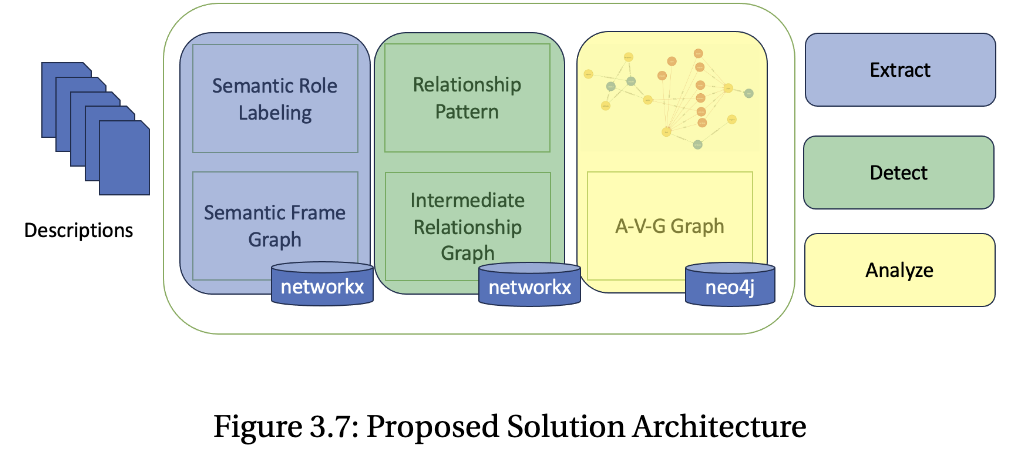 Descriptions
Semantic Role
Labeling
Semantic Frame
Graph
networkx
Relationship
Pattern
Intermediate
Relationship
Graph
networkx
A-V-G Graph
neo4j
Extract
Detect
Analyze
Figure 3.7: Proposed Solution Architecture